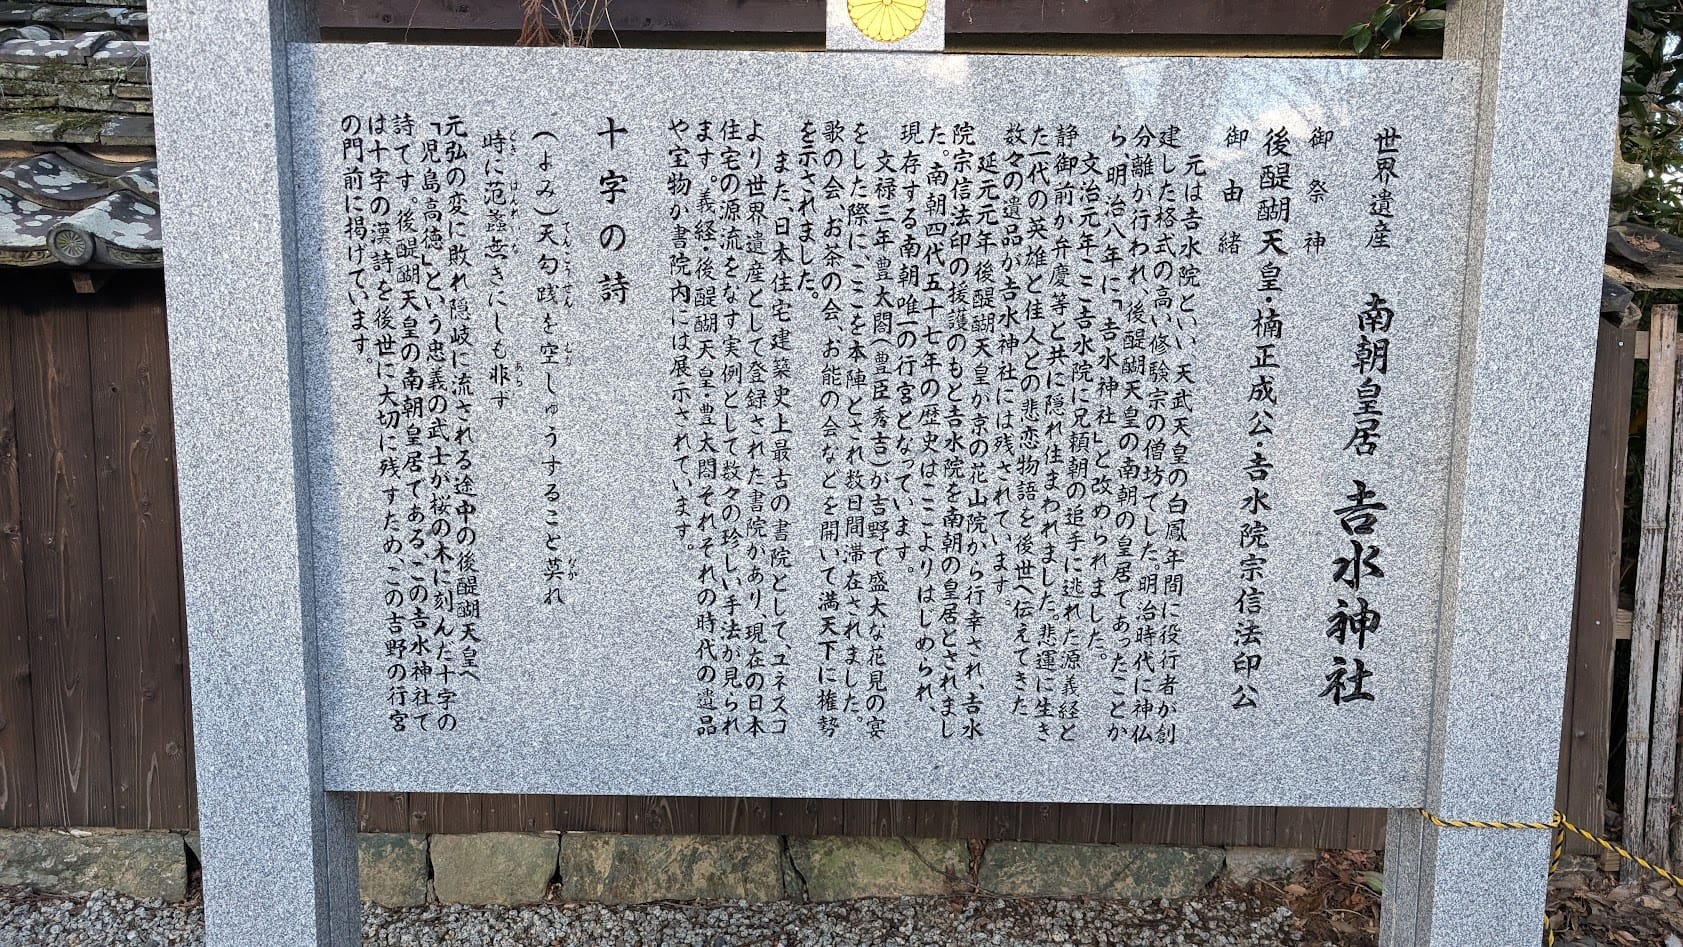 世界遺産 南朝皇居 吉水神社
御祭神
後醍醐天皇・楠正成公・吉水院宗信法印公
御由緒
元は吉水院といい、天武天皇の白鳳年間に役行者が創
建した格式の高い修験宗の僧坊でした。明治時代に神仏
分離が行われ、後醍醐天皇の南朝の皇居であったことか
ら、明治八年に「吉水神社」と改められました。
文治元年ここ吉水院に兄頼朝の追手に逃れた源義経と
静御前が弁慶等と共に隠れ住まわれました。悲運に生き
た一代の英雄と佳人との悲恋物語を後世へ伝えてきた
数々の遺品が吉水神社には残されています。
延元元年、後醍醐天皇が京の花山院から行幸され、吉水
院宗信法印の援護のもと吉水院を南朝の皇居とされまし
た。南朝四代五十七年の歴史はここよりはじめられ、
現存する南朝唯一の行宮となっています。
文禄三年、豊太閤(豊臣秀吉)が吉野で盛大な花見の宴
をした際に、ここを本陣とされ数日間滞在されました。
歌の会、お茶の会、お能の会などを開いて満天下に権勢
を示されました。
また、日本住宅建築史上最古の書院として、ユネスコ
より世界遺産として登録された書院があり、現在の日本
住宅の源流をなす実例として数々の珍しい手法が見られ
ます。義経・後醍醐天皇・豊太閤それぞれの時代の遺品
や宝物が書院内には展示されています。
十字の詩
(よみ)天勾践を空しゅうすること莫れ
てんこうせん むな なか
時に范蠡無きにしも非ず
とき はんれいな あら
元弘の変に敗れ隠岐に流される途中の後醍醐天皇へ
「児島高徳」という忠義の武士が桜の木に刻んだ十字の
詩です。後醍醐天皇の南朝皇居である、この吉水神社で
は十字の漢詩を後世に大切に残すため、この吉野の行宮
の門前に掲げています。